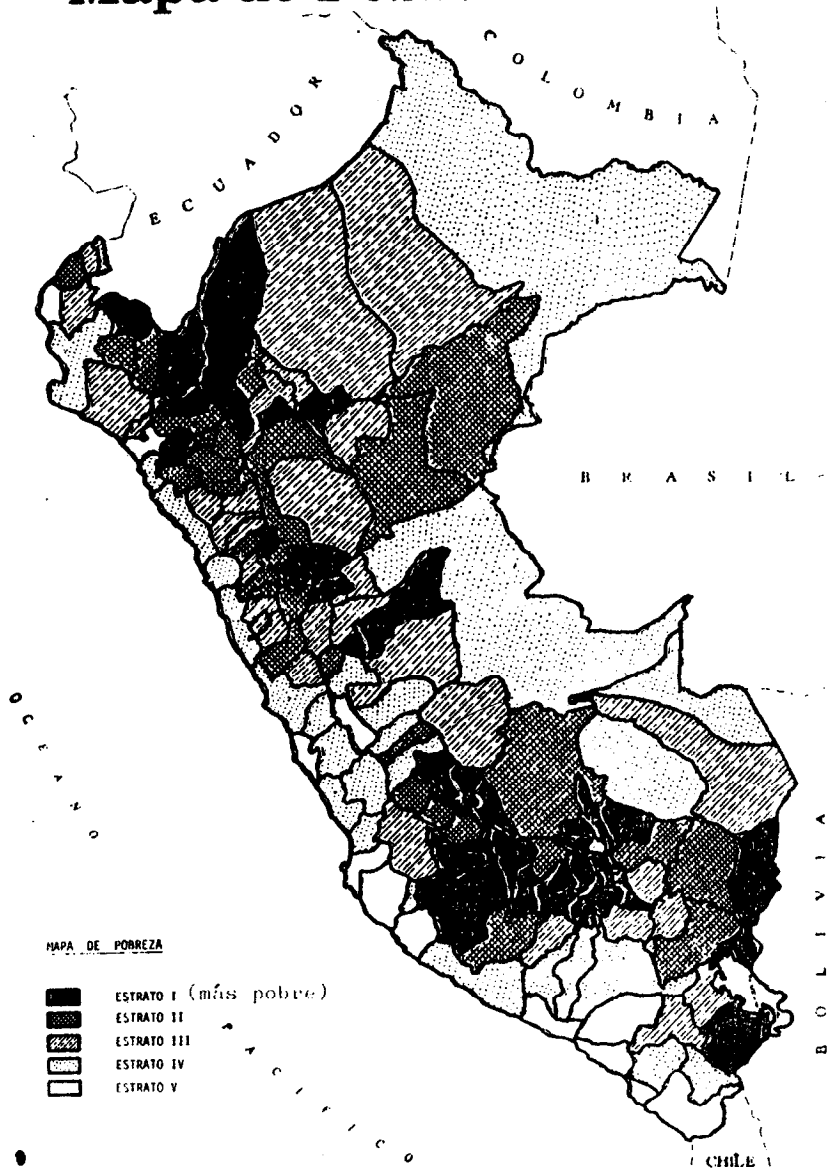 Mapa de
COLOMBIA
ECUADOR
BRASIL
OCEANO
BOLIVIA
MAPA DE POBREZA
ESTRATO I (más pobre)
ESTRATO II
ESTRATO III
ESTRATO IV
ESTRATO V
PACIFICO
CHILE